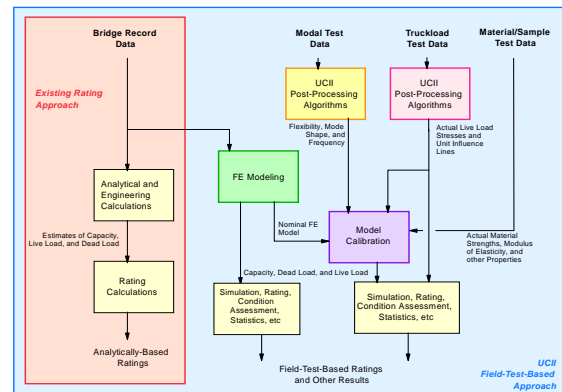 Bridge Record
Data
Modal Test
Data
Truckload
Test Data
Material/Sample
Test Data
Existing Rating
Approach
UCII
Post-Processing
Algorithms
UCII
Post-Processing
Algorithms
Flexibility, Mode
Shape, and
Frequency
Actual Live Load
Stresses and
Unit Influence
Lines
Analytical and
Engineering
Calculations
FE Modeling
Estimates of Capacity,
Live Load, and Dead Load
Nominal FE
Model
Model
Calibration
Actual Material
Strengths, Modulus
of Elasticity, and
other Properties
Rating
Calculations
Capacity, Dead Load, and Live Load
Simulation, Rating,
Condition
Assessment,
Statistics, etc
Simulation, Rating,
Condition Assessment,
Statistics, etc
Analytically-Based
Ratings
Field-Test-Based Ratings
and Other Results
UCII
Field-Test-Based
Approach